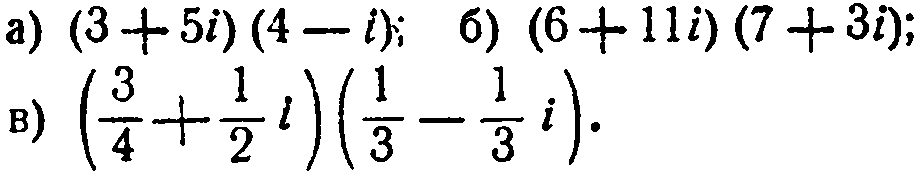 а) (3 + 5i) (4 — i); б) (6 + 11i) (7 + 3i);
в) (3/4 + 1/2 i) (1/3 — 1/3 i).